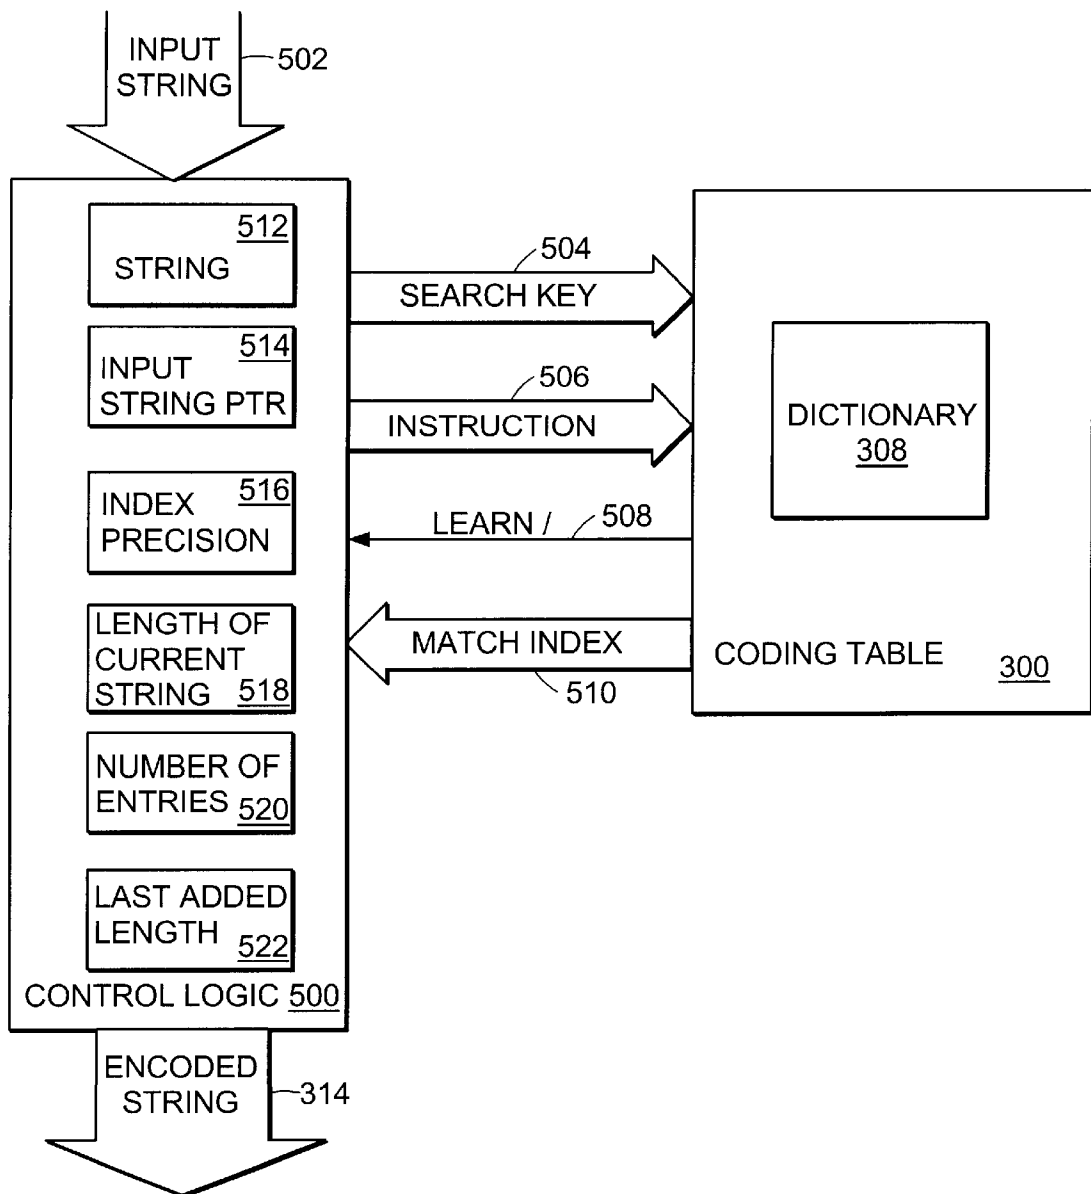 INPUT
STRING
502
512
STRING
504
SEARCH KEY
514
INPUT
STRING PTR
506
INSTRUCTION
DICTIONARY
308
516
INDEX
PRECISION
LEARN /
508
LENGTH OF
CURRENT
STRING 518
MATCH INDEX
510
CODING TABLE 300
NUMBER OF
ENTRIES 520
LAST ADDED
LENGTH 522
CONTROL LOGIC 500
ENCODED
STRING
314